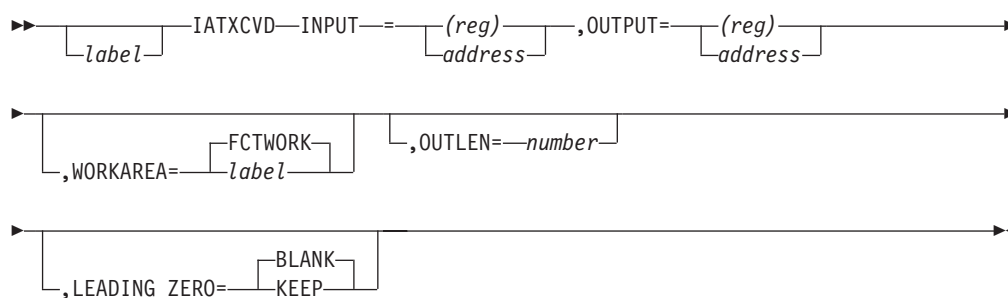 label IATXCVD INPUT = (reg) address ,OUTPUT= (reg) address
,WORKAREA= FCTWORK label ,OUTLEN= number
,LEADING ZERO= BLANK KEEP